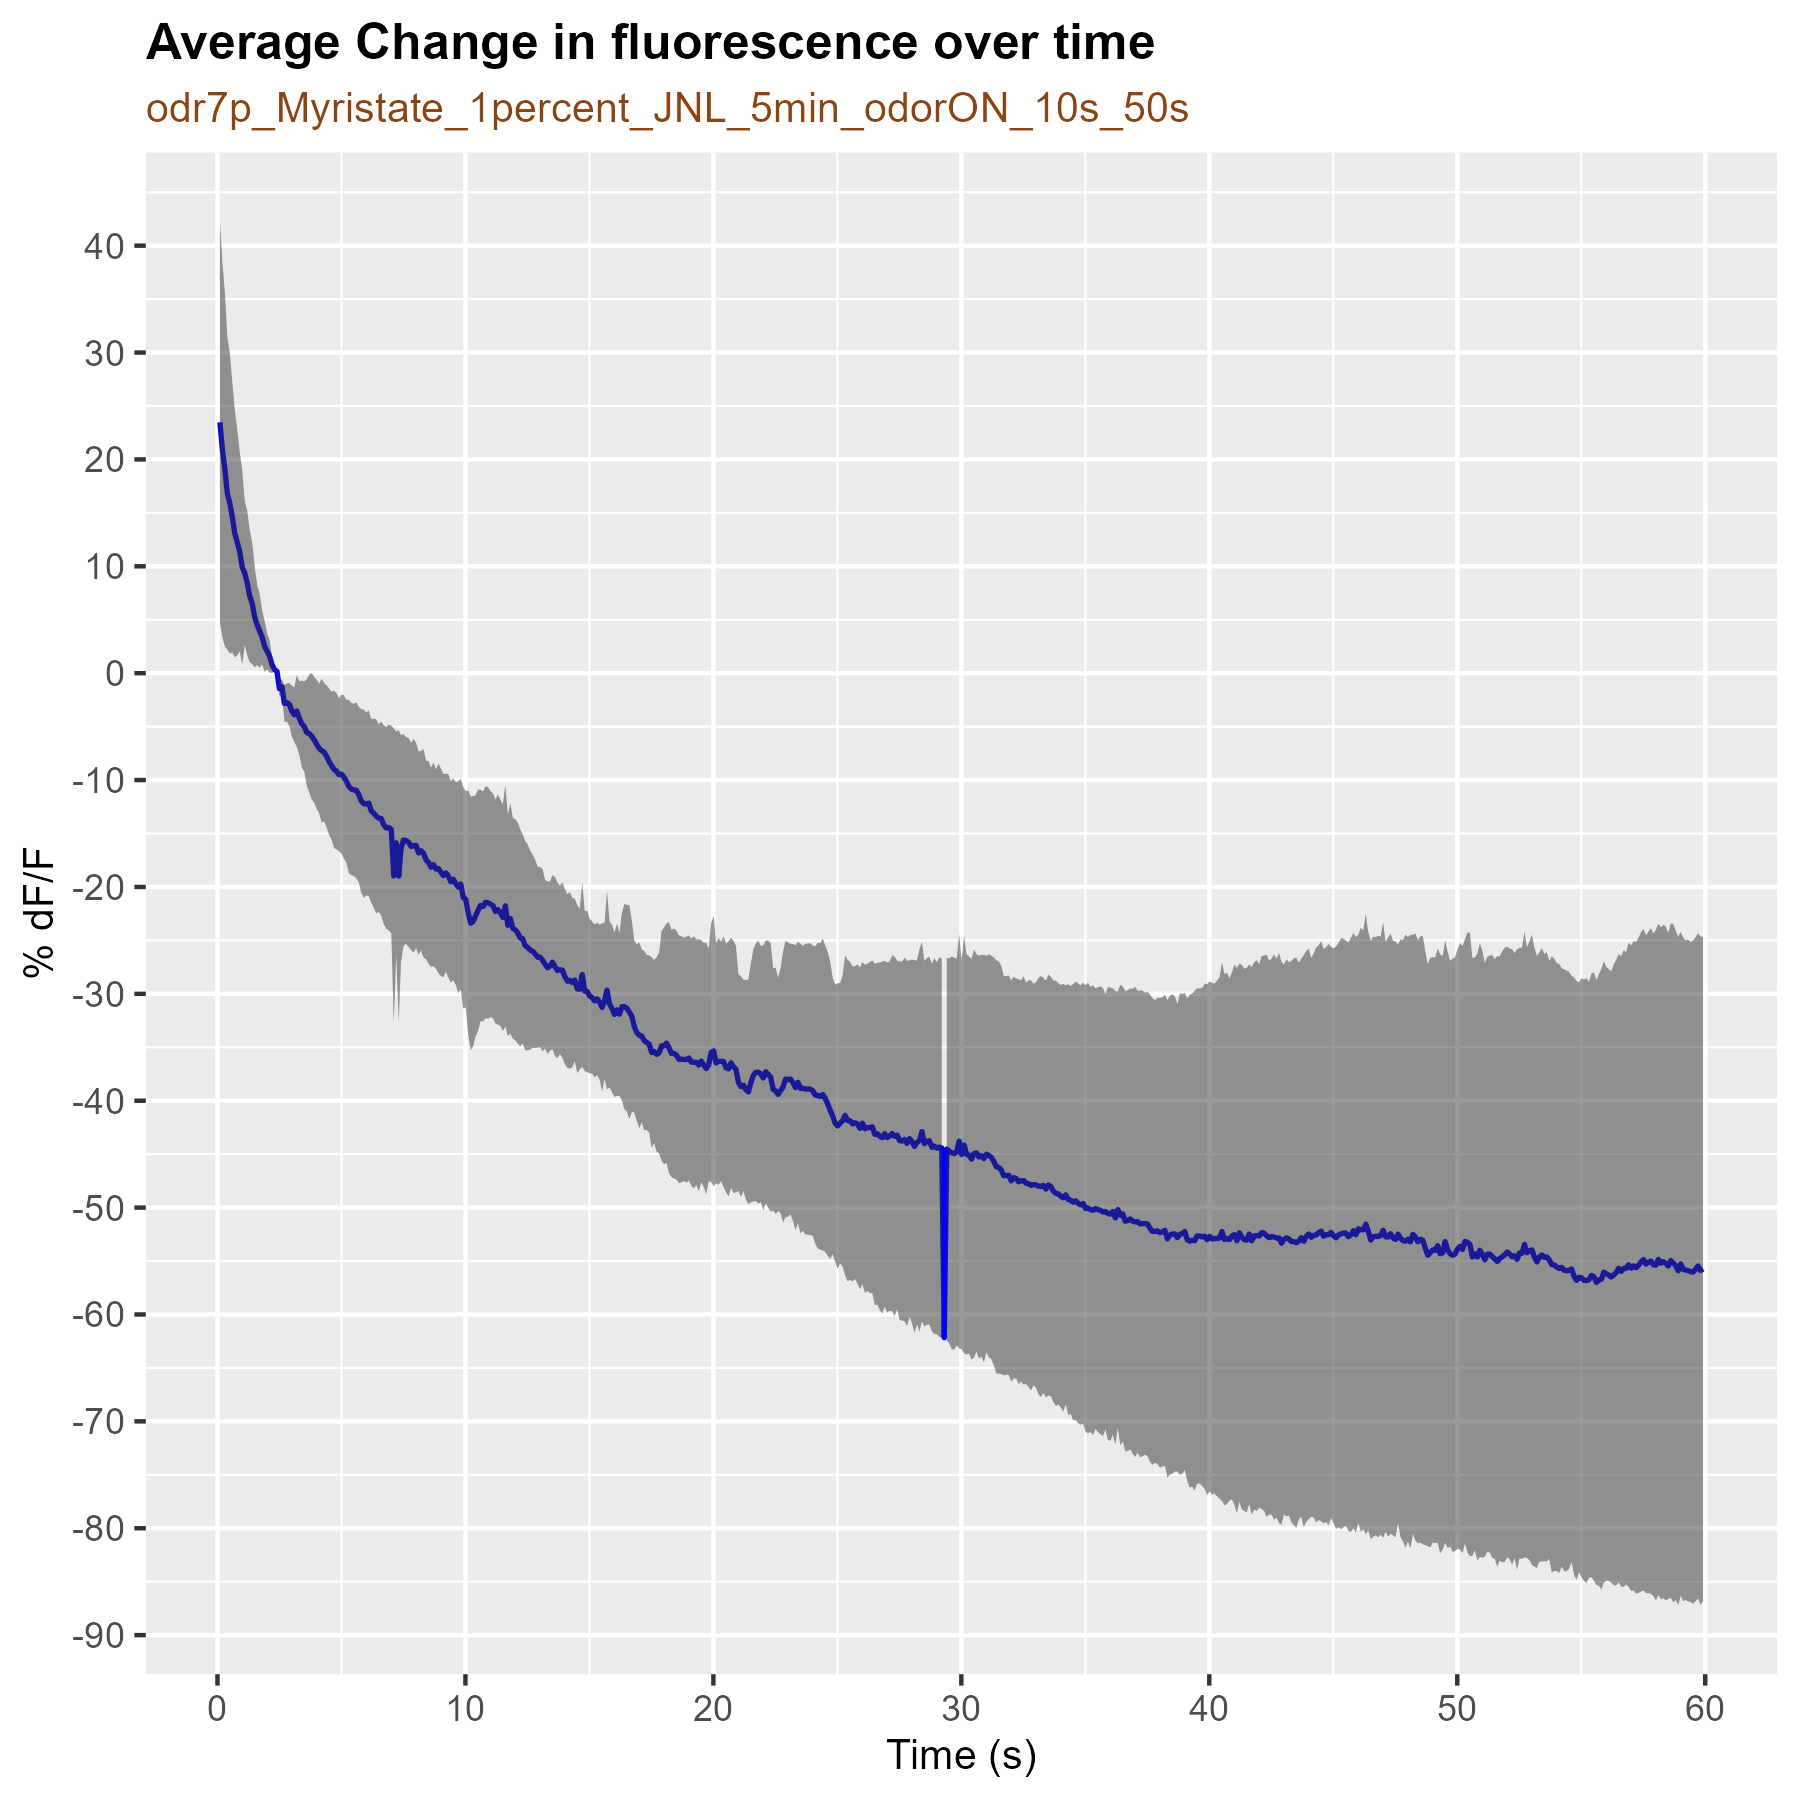 Average Change in fluorescence over time
odr7p_Myristate_1percent_JNL_5min_odorON_10s_50s
% dF/F
40
30
20
10
0
-10
-20
-30
-40
-50
-60
-70
-80
-90
0 10 20 30 40 50 60
Time (s)